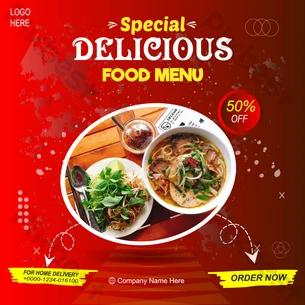 LOGO
HERE
Special
DELICIOUS
FOOD MENU
50%
OFF
FOR HOME DELIVERY
+0000-1234-016100
Company Name Here
ORDER NOW